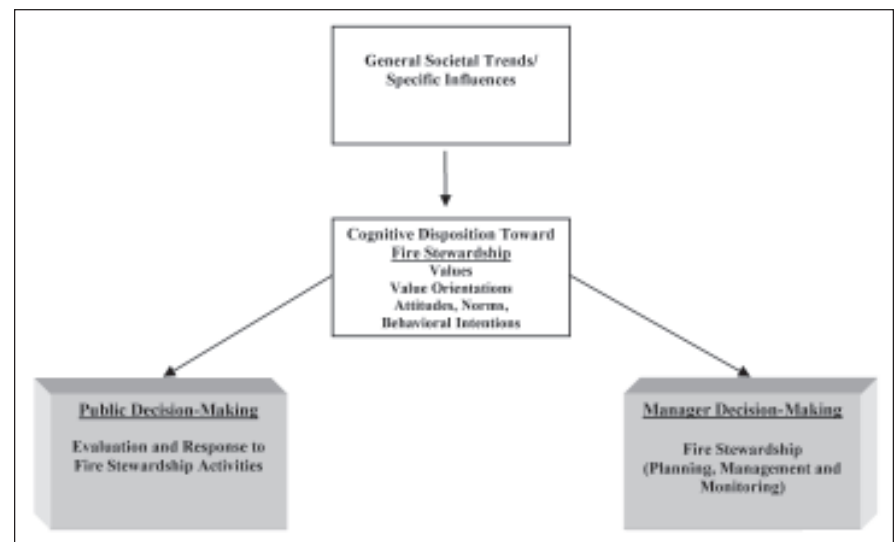 General Societal Trends/
Specific Influences
Cognitive Disposition Toward
Fire Stewardship
Values
Value Orientations
Attitudes, Norms,
Behavioral Intentions
Public Decision-Making
Evaluation and Response to
Fire Stewardship Activities
Manager Decision-Making
Fire Stewardship
(Planning, Management and
Monitoring)